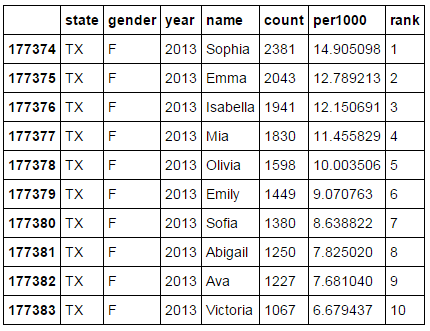 state gender year name count per1000 rank
177374 TX F 2013 Sophia 2381 14.905098 1
177375 TX F 2013 Emma 2043 12.789213 2
177376 TX F 2013 Isabella 1941 12.150691 3
177377 TX F 2013 Mia 1830 11.455829 4
177378 TX F 2013 Olivia 1598 10.003506 5
177379 TX F 2013 Emily 1449 9.070763 6
177380 TX F 2013 Sofia 1380 8.638822 7
177381 TX F 2013 Abigail 1250 7.825020 8
177382 TX F 2013 Ava 1227 7.681040 9
177383 TX F 2013 Victoria 1067 6.679437 10